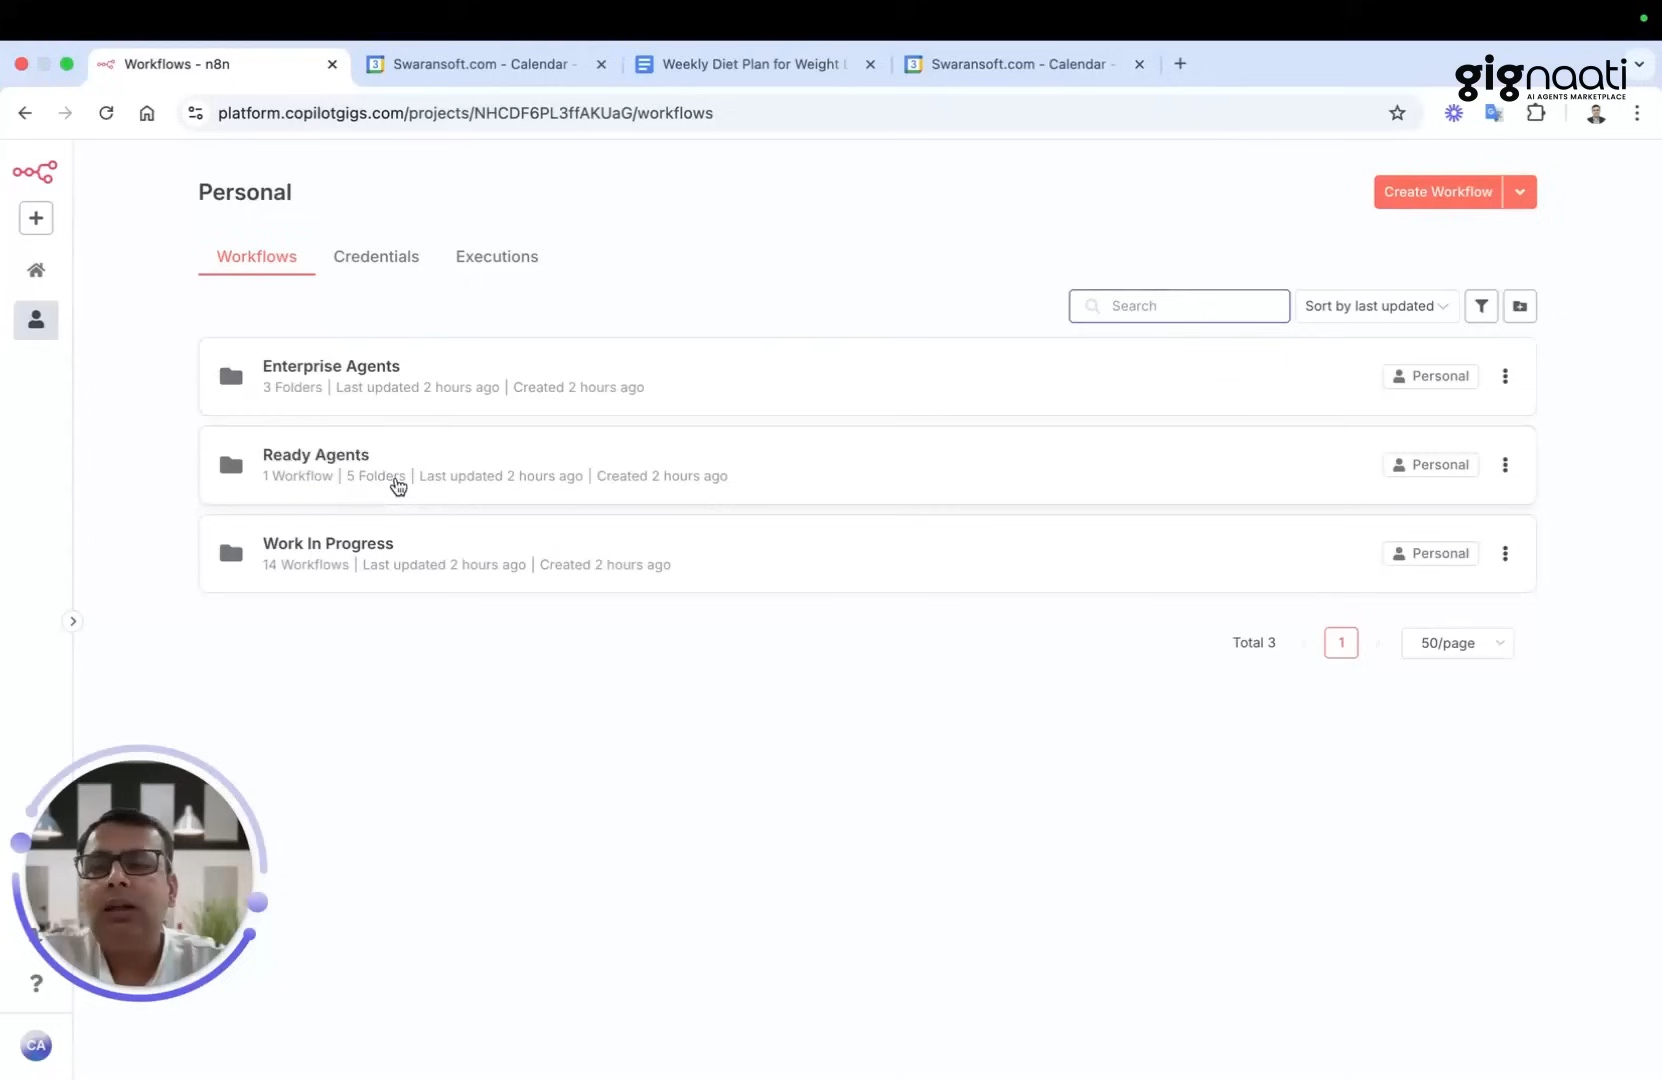 Workflows - n8n
Swaransoft.com - Calendar -
Weekly Diet Plan for Weight L
Swaransoft.com - Calendar -
gignaati
AI AGENTS MARKETPLACE
platform.copilotgigs.com/projects/NHCDF6PL3ffAKUaG/workflows
Personal
Create Workflow
Workflows
Credentials
Executions
Search
Sort by last updated
Enterprise Agents
3 Folders | Last updated 2 hours ago | Created 2 hours ago
Personal
Ready Agents
1 Workflow | 5 Folders | Last updated 2 hours ago | Created 2 hours ago
Personal
Work In Progress
14 Workflows | Last updated 2 hours ago | Created 2 hours ago
Personal
Total 3
1
50/page
?
CA